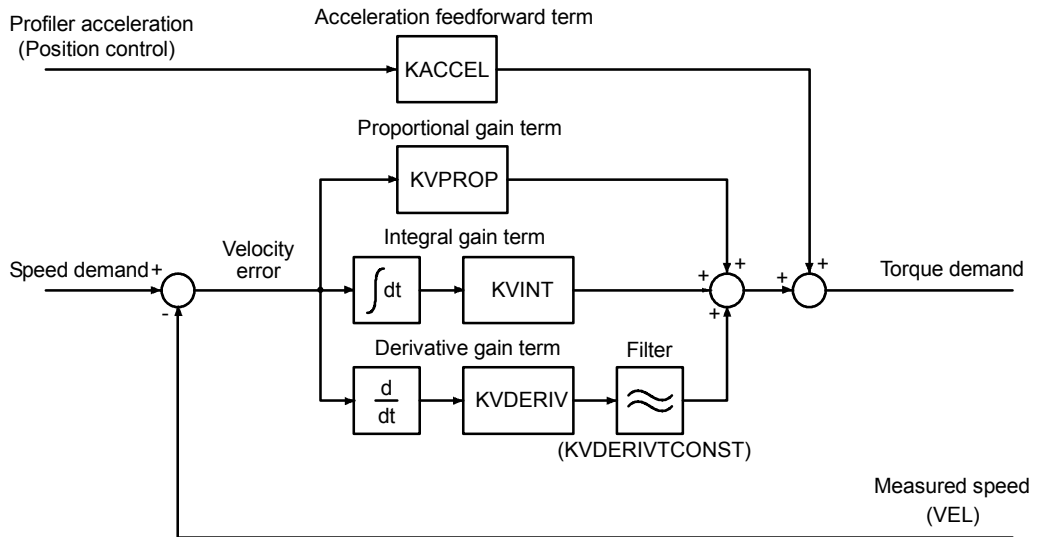 Acceleration feedforward term
Profiler acceleration
(Position control)
KACCEL
+
Proportional gain term
KVPROP
+
Integral gain term
Velocity
error
Speed demand
+
-
∫dt
KVINT
+
+
+
Torque demand
Derivative gain term
Filter
d
dt
KVDERIV
(KVDERIVTCONST)
Measured speed
(VEL)